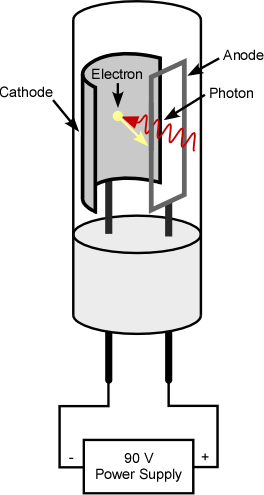 Anode
Electron
Cathode
Photon
- +
90 V
Power Supply